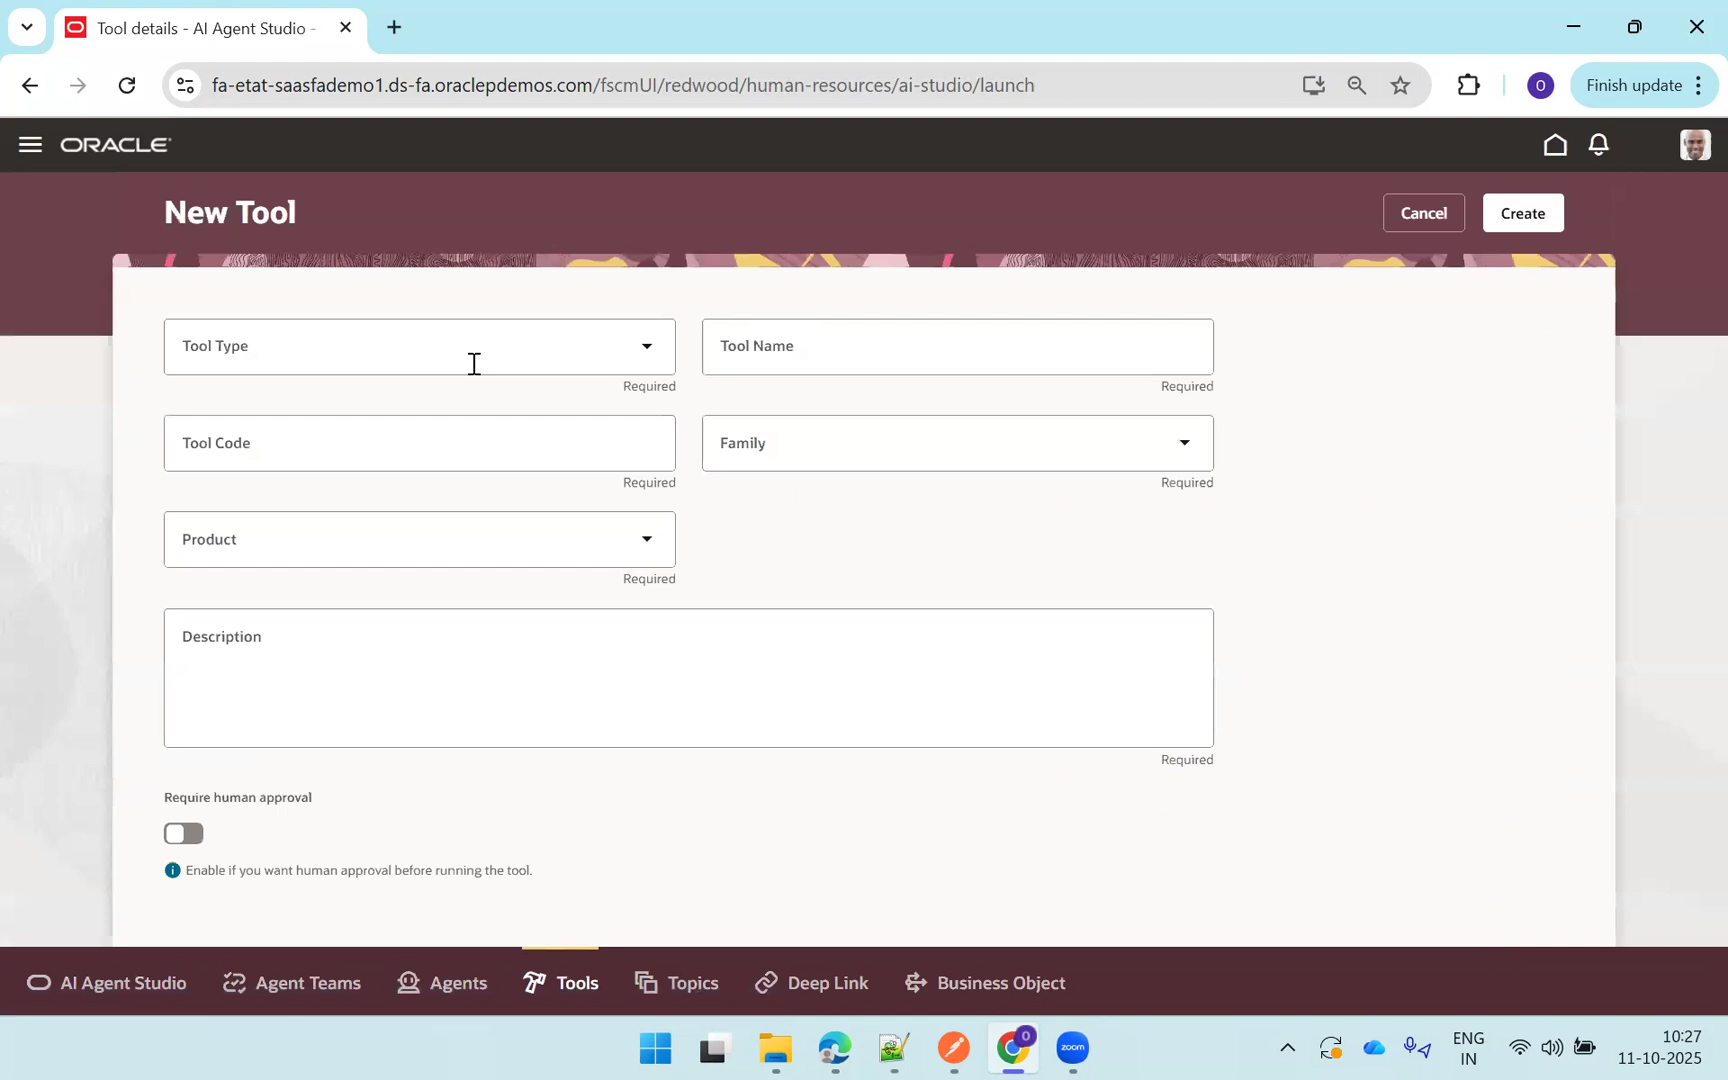 Tool details - AI Agent Studio -
fa-etat-saasfademo1.ds-fa.oraclepdemos.com/fscmUI/redwood/human-resources/ai-studio/launch
O
Finish update
ORACLE
New Tool
Cancel
Create
Tool Type
Required
Tool Name
Required
Tool Code
Required
Family
Required
Product
Required
Description
Required
Require human approval
Enable if you want human approval before running the tool.
AI Agent Studio
Agent Teams
Agents
Tools
Topics
Deep Link
Business Object
O
zoom
ENG
IN
10:27
11-10-2025